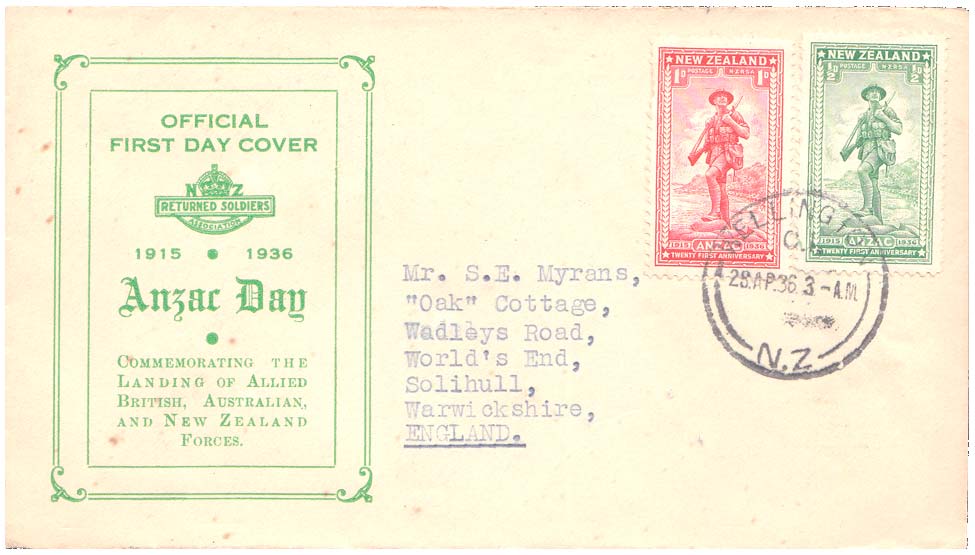 OFFICIAL
FIRST DAY COVER
N Z
RETURNED SOLDIERS
ASSOCIATION
1915 • 1936
Anzac Day
COMMEMORATING THE
LANDING OF ALLIED
BRITISH, AUSTRALIAN,
AND NEW ZEALAND
FORCES.
NEW ZEALAND
1D POSTAGE N·Z·R·S·A 1D
1915 ANZAC 1936
TWENTY FIRST ANNIVERSARY
NEW ZEALAND
½D POSTAGE N·Z·R·S·A ½D
1915 ANZAC 1936
TWENTY FIRST ANNIVERSARY
28.AP.36.3 -A.M
N.Z
Mr. S.E. Myrans,
"Oak" Cottage,
Wadleys Road,
World's End,
Solihull,
Warwickshire,
ENGLAND.